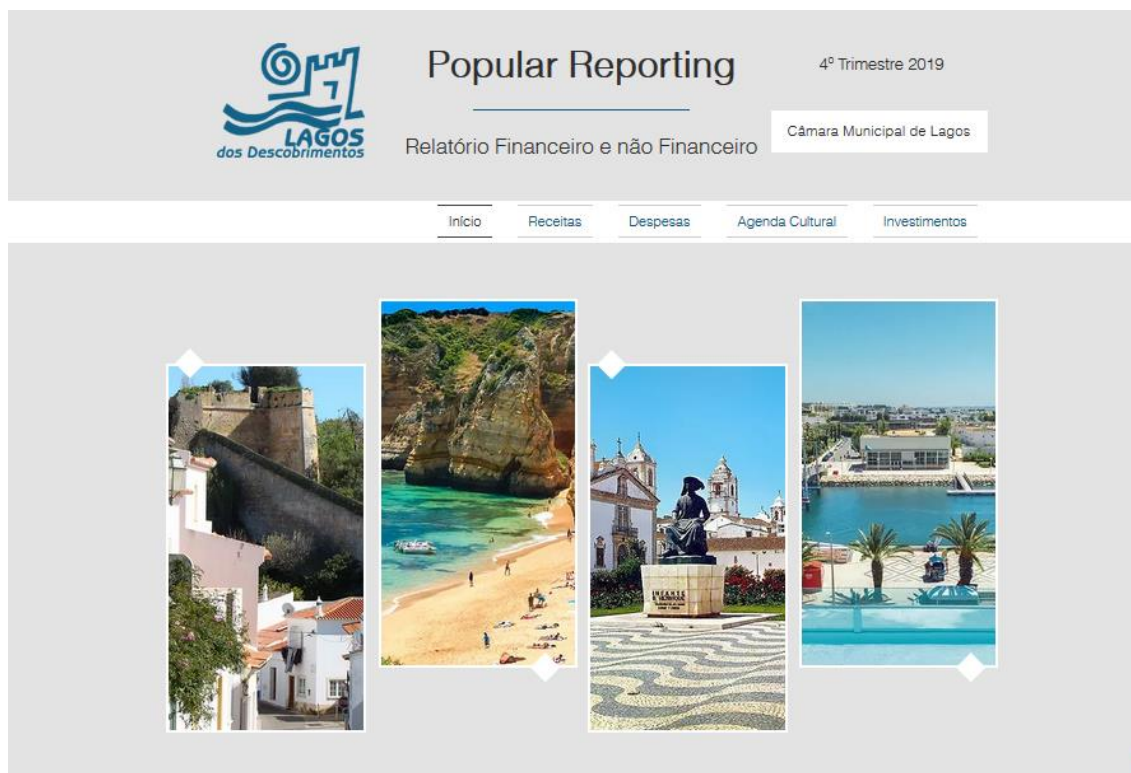 LAGOS
dos Descobrimentos
Popular Reporting
Relatório Financeiro e não Financeiro
4º Trimestre 2019
Câmara Municipal de Lagos
Início
Receitas
Despesas
Agenda Cultural
Investimentos
INFANTE